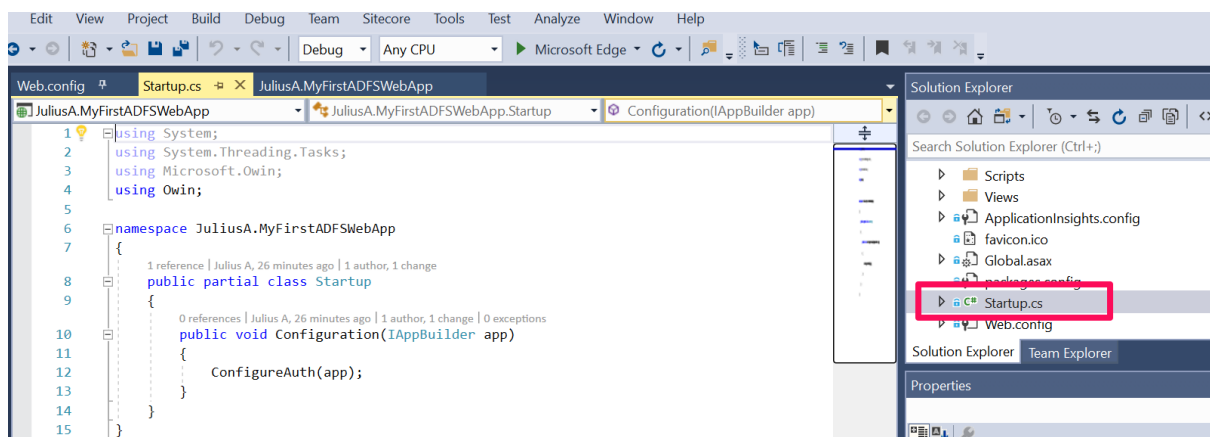 Edit View Project Build Debug Team Sitecore Tools Test Analyze Window Help
Debug Any CPU Microsoft Edge
Web.config Startup.cs JuliusA.MyFirstADFSWebApp
JuliusA.MyFirstADFSWebApp JuliusA.MyFirstADFSWebApp.Startup Configuration(IAppBuilder app)
1 using System;
2 using System.Threading.Tasks;
3 using Microsoft.Owin;
4 using Owin;
5
6 namespace JuliusA.MyFirstADFSWebApp
7 {
1 reference | Julius A, 26 minutes ago | 1 author, 1 change
8 public partial class Startup
9 {
0 references | Julius A, 26 minutes ago | 1 author, 1 change | 0 exceptions
10 public void Configuration(IAppBuilder app)
11 {
12 ConfigureAuth(app);
13 }
14 }
15 }
Solution Explorer
Search Solution Explorer (Ctrl+;)
Scripts
Views
ApplicationInsights.config
favicon.ico
Global.asax
packages.config
C# Startup.cs
Web.config
Solution Explorer Team Explorer
Properties